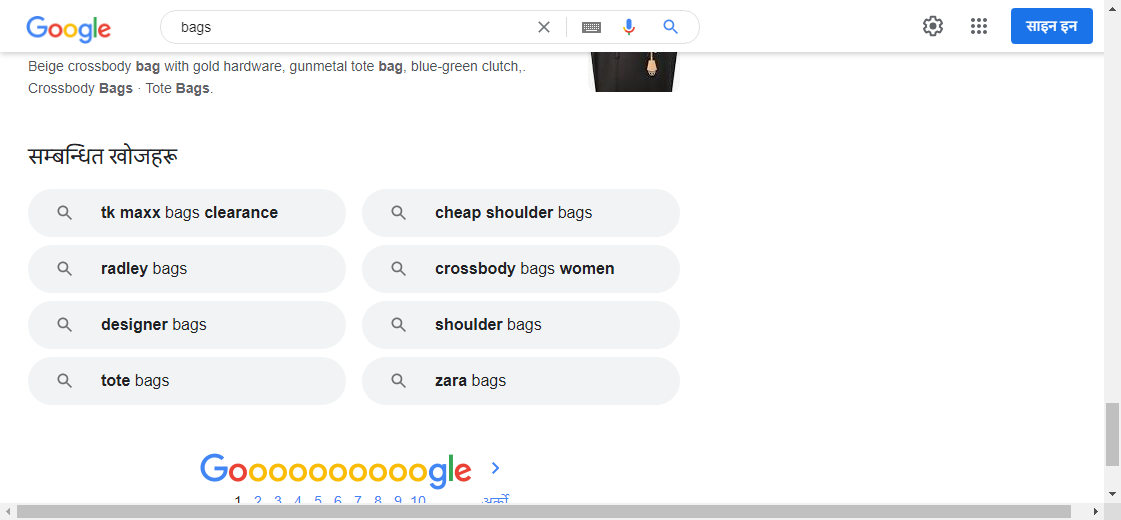 Google bags साइन इन
Beige crossbody bag with gold hardware, gunmetal tote bag, blue-green clutch,.
Crossbody Bags · Tote Bags.
सम्बन्धित खोजहरू
tk maxx bags clearance
cheap shoulder bags
radley bags
crossbody bags women
designer bags
shoulder bags
tote bags
zara bags
Goooooooooogle
1 2 3 4 5 6 7 8 9 10 अर्को